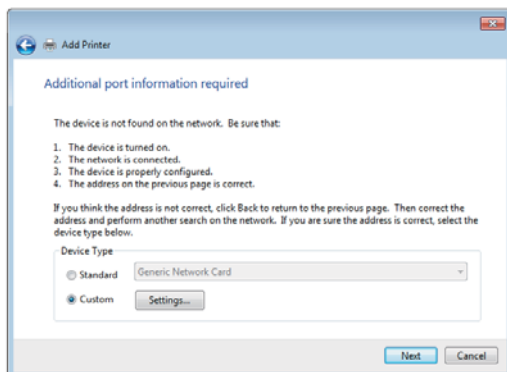 Add Printer
Additional port information required
The device is not found on the network. Be sure that:
1. The device is turned on.
2. The network is connected.
3. The device is properly configured.
4. The address on the previous page is correct.
If you think the address is not correct, click Back to return to the previous page. Then correct the
address and perform another search on the network. If you are sure the address is correct, select the
device type below.
Device Type
Standard Generic Network Card
Custom Settings...
Next Cancel